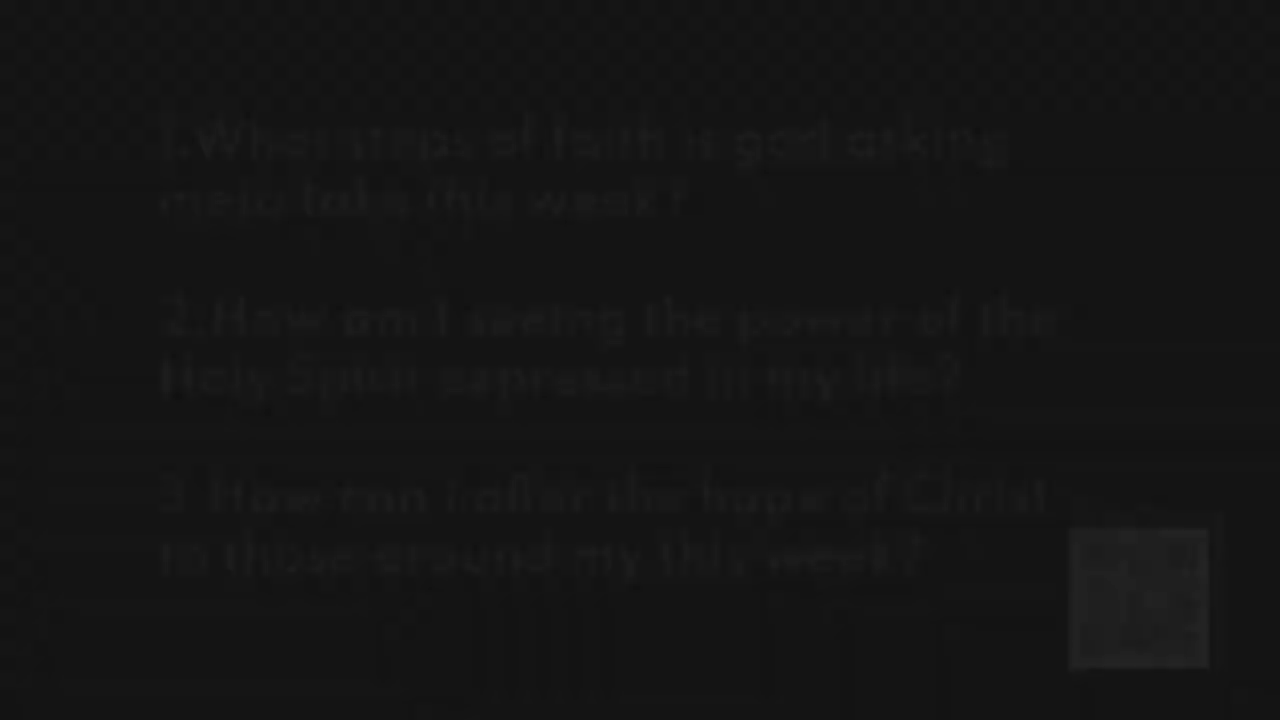 1.What steps of faith is god asking
me to take this week?
2.How am I seeing the power of the
Holy Spirit expressed in my life?
3.How can I offer the hope of Christ
to those around my this week?